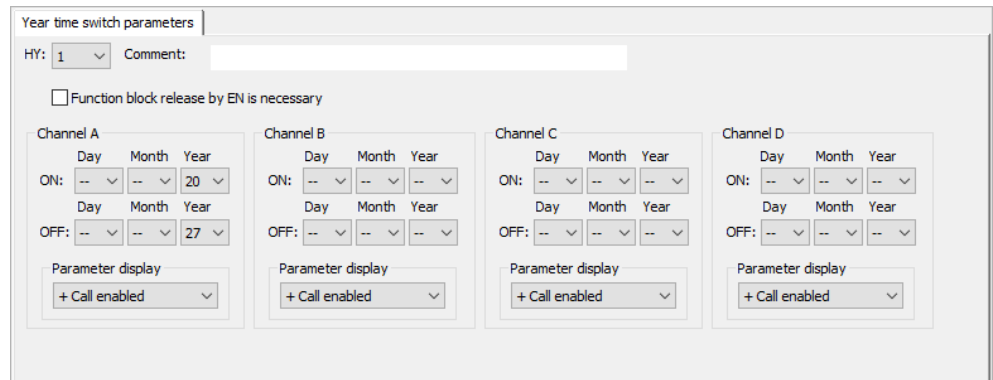 Year time switch parameters
HY: 1 Comment:
Function block release by EN is necessary
Channel A Channel B Channel C Channel D
Day Month Year Day Month Year Day Month Year Day Month Year
ON: -- -- 20 ON: -- -- -- ON: -- -- -- ON: -- -- --
Day Month Year Day Month Year Day Month Year Day Month Year
OFF: -- -- 27 OFF: -- -- -- OFF: -- -- -- OFF: -- -- --
Parameter display Parameter display Parameter display Parameter display
+ Call enabled + Call enabled + Call enabled + Call enabled